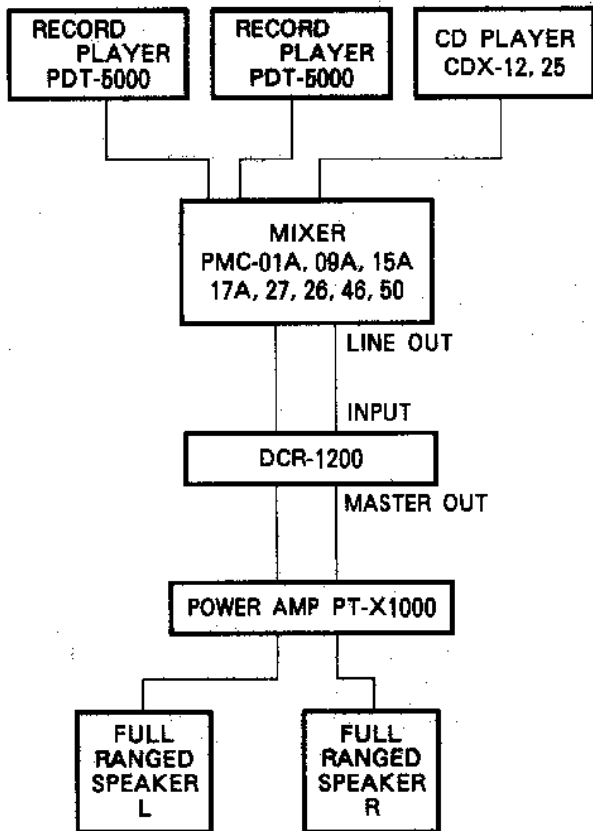 RECORD
PLAYER
PDT-5000
RECORD
PLAYER
PDT-5000
CD PLAYER
CDX-12, 25
MIXER
PMC-01A, 09A, 15A
17A, 27, 26, 46, 50
LINE OUT
INPUT
DCR-1200
MASTER OUT
POWER AMP PT-X1000
FULL
RANGED
SPEAKER
L
FULL
RANGED
SPEAKER
R